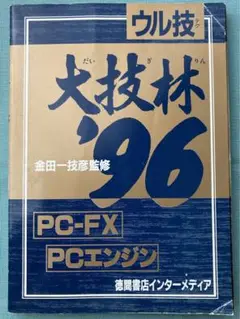 ウル技
大技林
だい ぎ りん
'96
金田一技彦監修
PC-FX
PCエンジン
徳間書店インターメディア